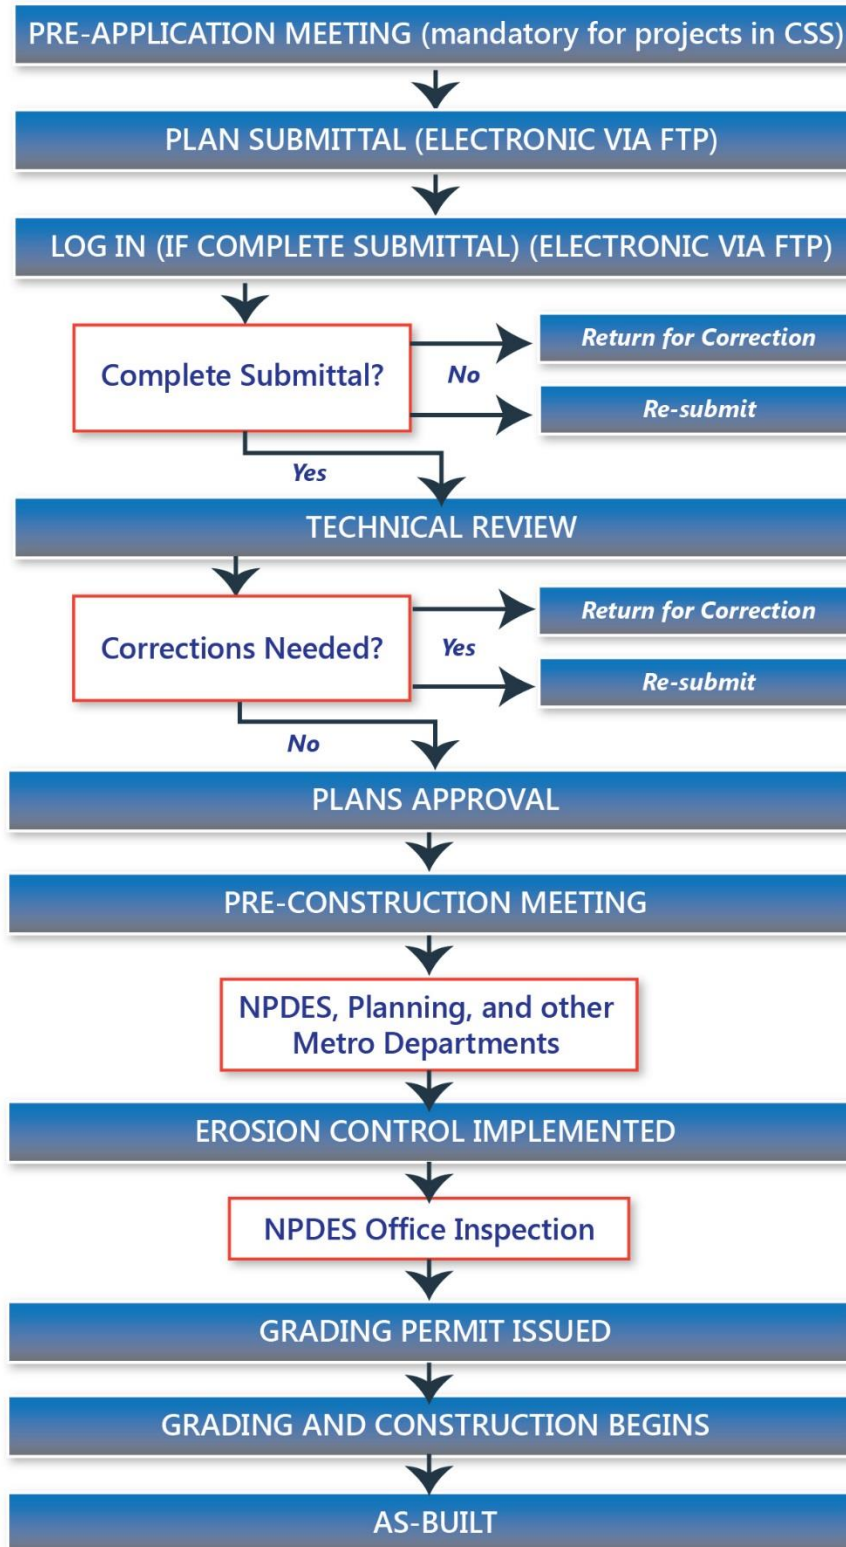 PRE-APPLICATION MEETING (mandatory for projects in CSS)
PLAN SUBMITTAL (ELECTRONIC VIA FTP)
LOG IN (IF COMPLETE SUBMITTAL) (ELECTRONIC VIA FTP)
Complete Submittal?
No
Return for Correction
Re-submit
Yes
TECHNICAL REVIEW
Corrections Needed?
Yes
Return for Correction
Re-submit
No
PLANS APPROVAL
PRE-CONSTRUCTION MEETING
NPDES, Planning, and other
Metro Departments
EROSION CONTROL IMPLEMENTED
NPDES Office Inspection
GRADING PERMIT ISSUED
GRADING AND CONSTRUCTION BEGINS
AS-BUILT